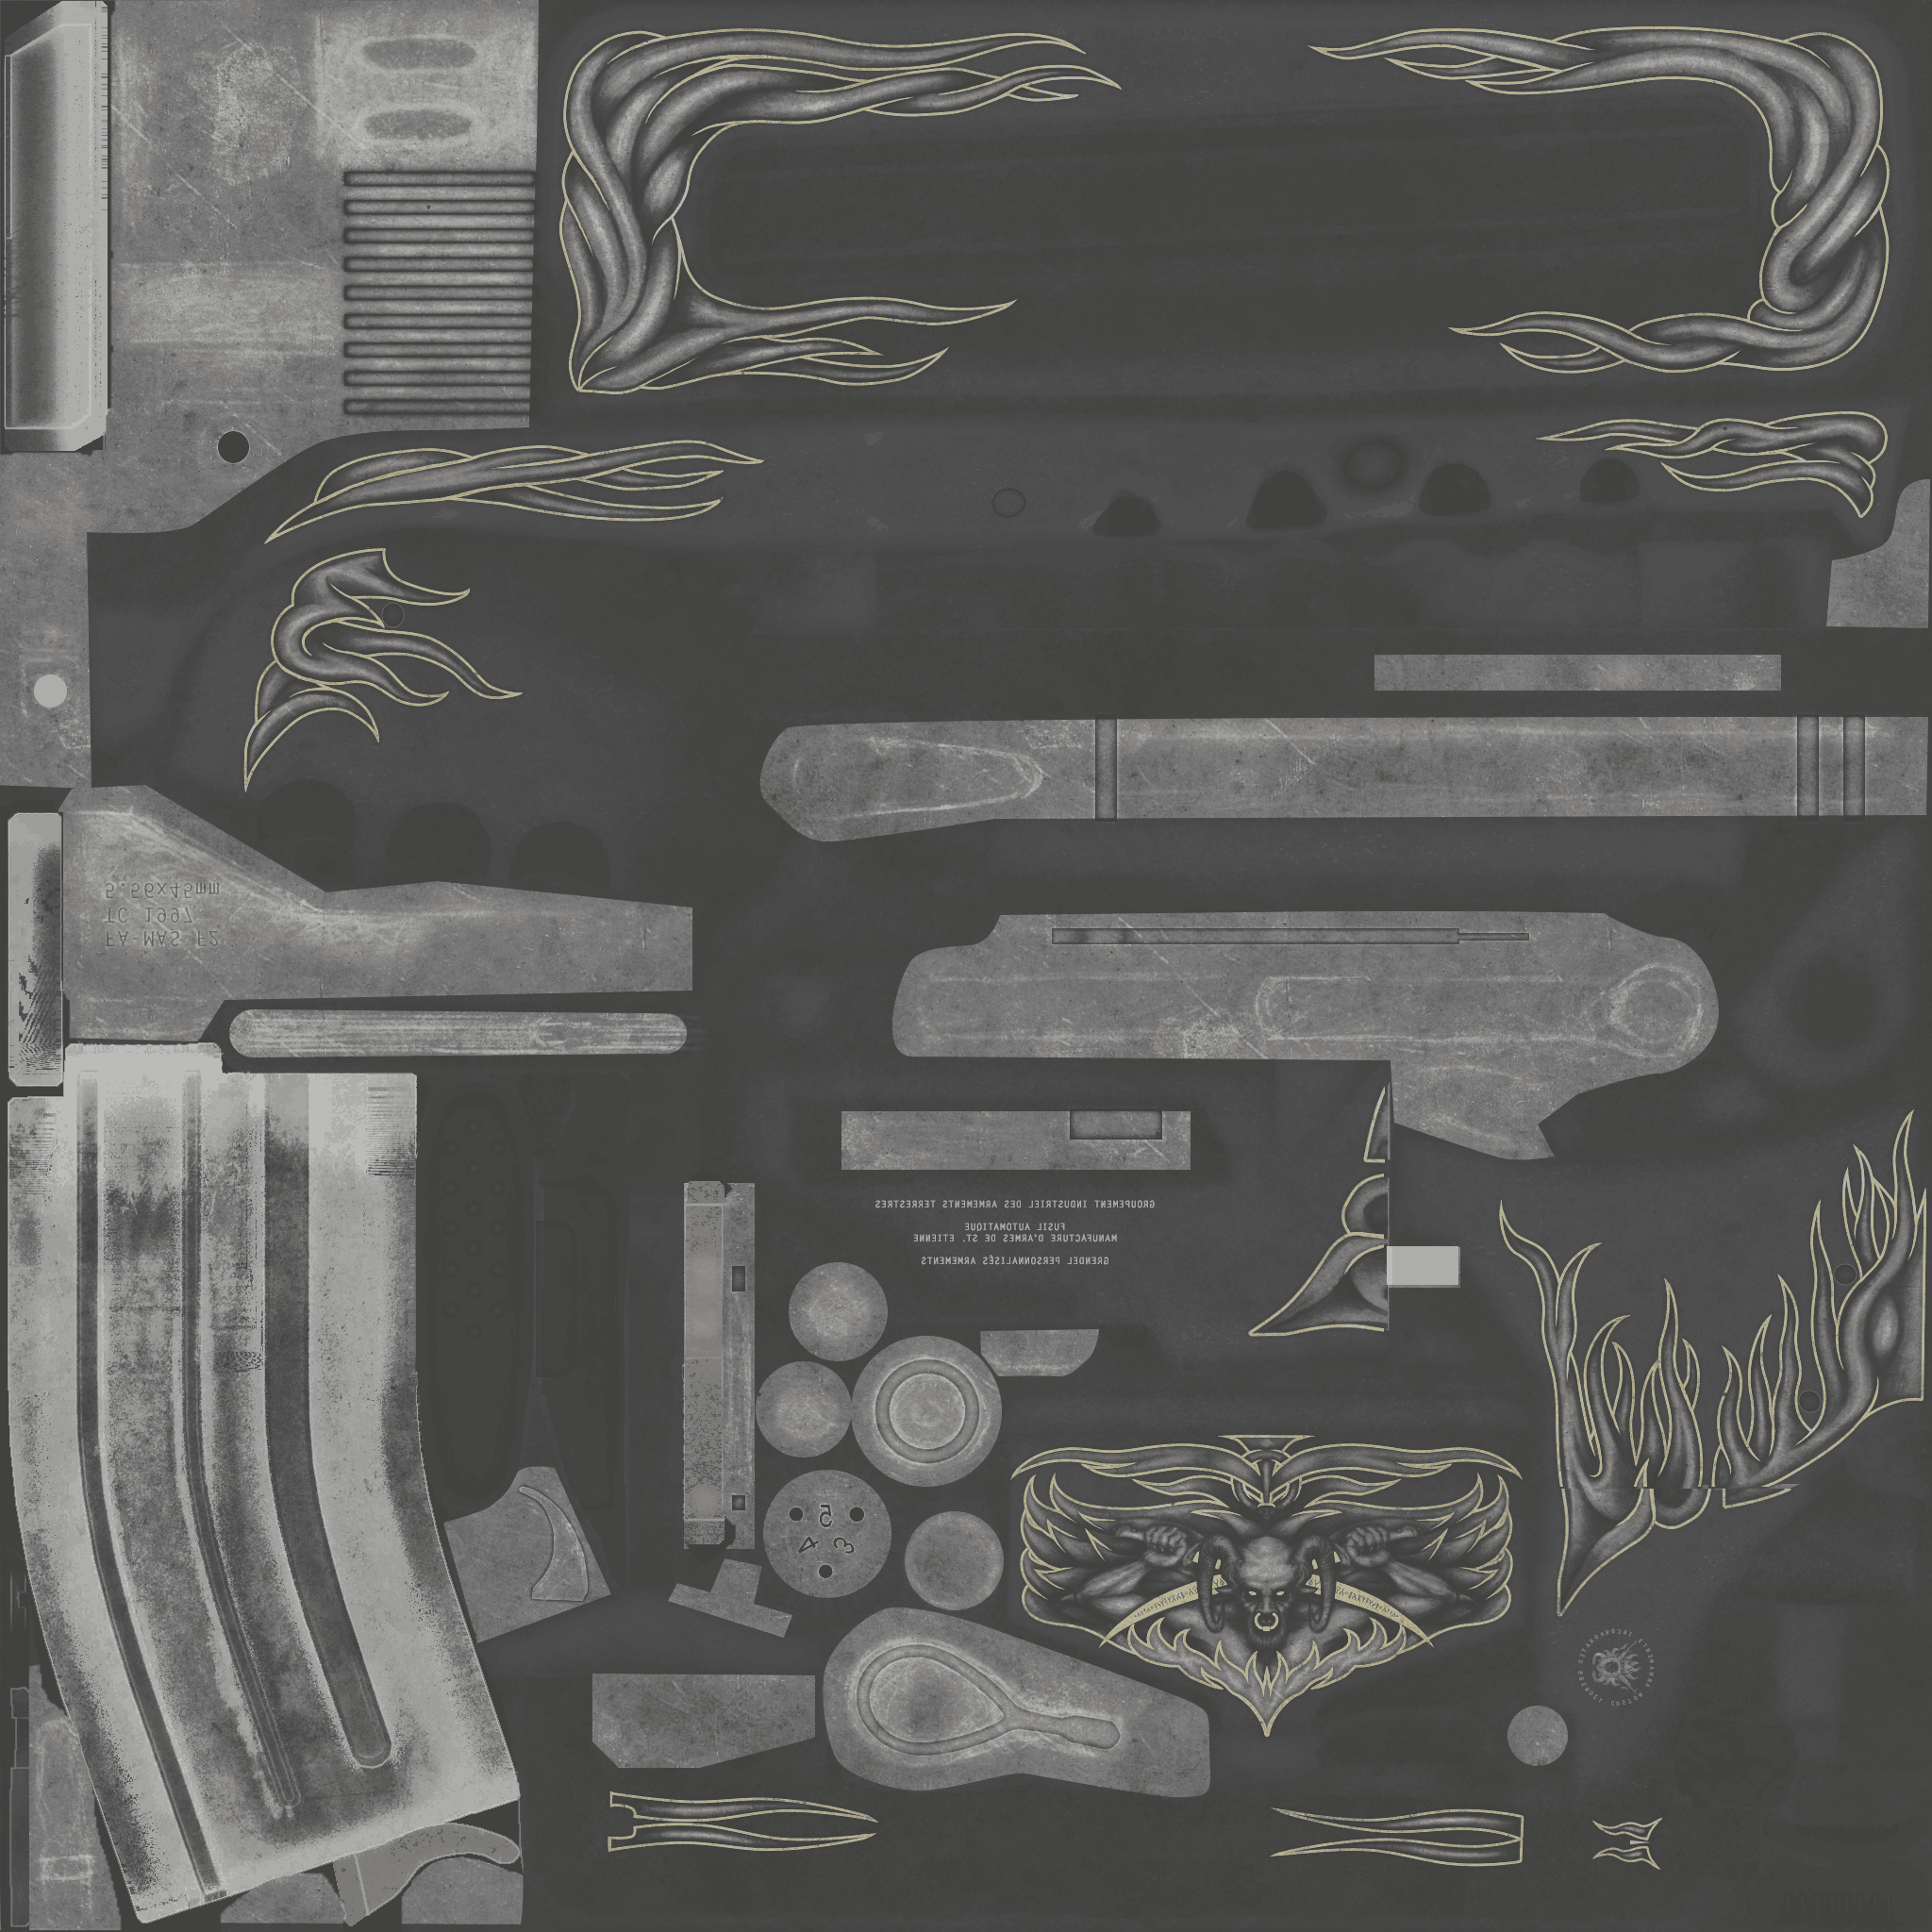 5.56x45mm
TC 1997
FA-MAS F2
GROUPEMENT INDUSTRIEL DES ARMEMENTS TERRESTRES
FUSIL AUTOMATIQUE
MANUFACTURE D'ARMES DE ST. ETIENNE
GRENDEL PERSONNALISÉS ARMEMENTS
5
4 3